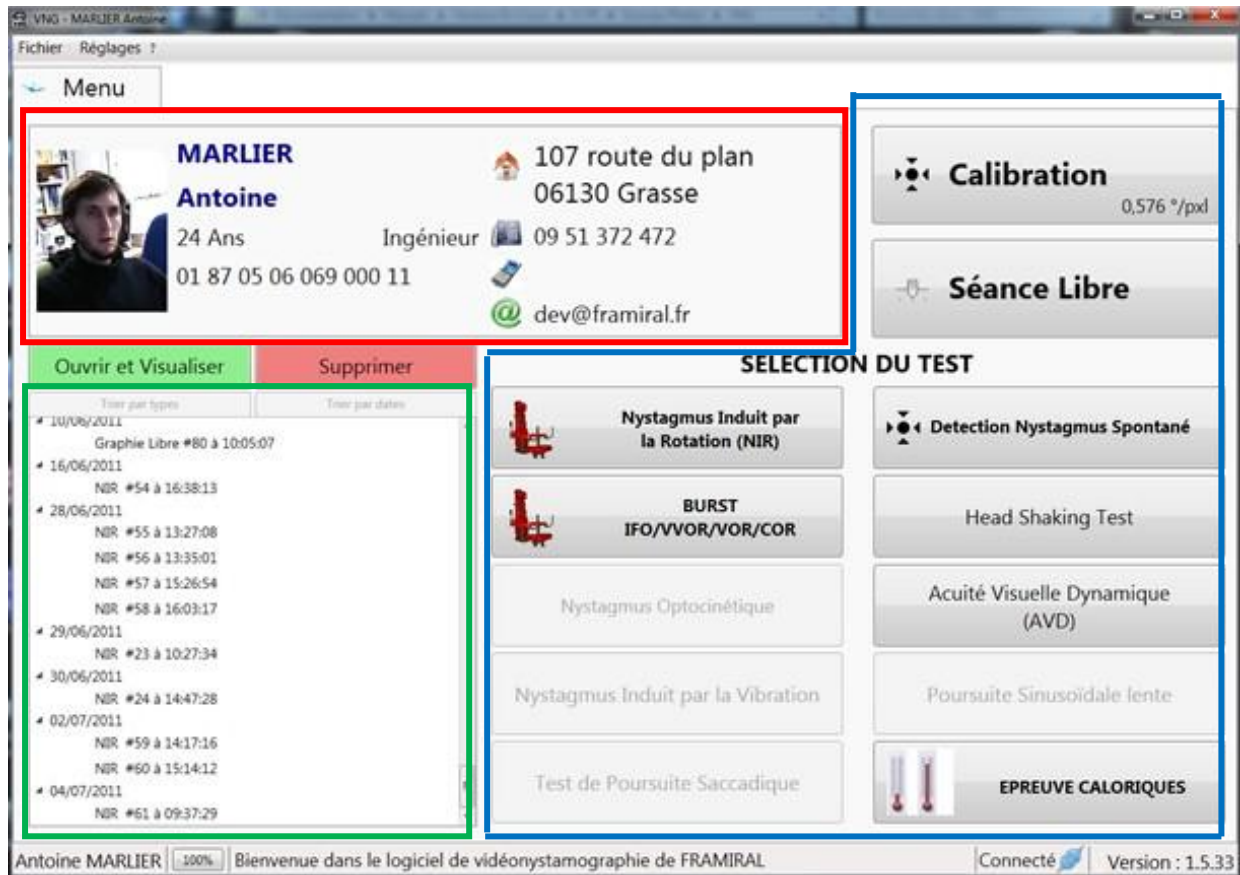 VNG - MARLIER Antoine
Fichier Réglages ?
Menu
MARLIER
Antoine
24 Ans Ingénieur
01 87 05 06 069 000 11
107 route du plan
06130 Grasse
09 51 372 472
dev@framiral.fr
Calibration
0,576 °/pxl
Séance Libre
Ouvrir et Visualiser Supprimer
Trier par types Trier par dates
10/06/2011
Graphie Libre #80 à 10:05:07
16/06/2011
NIR #54 à 16:38:13
28/06/2011
NIR #55 à 13:27:08
NIR #56 à 13:35:01
NIR #57 à 15:26:54
NIR #58 à 16:03:17
29/06/2011
NIR #23 à 10:27:34
30/06/2011
NIR #24 à 14:47:28
02/07/2011
NIR #59 à 14:17:16
NIR #60 à 15:14:12
04/07/2011
NIR #61 à 09:37:29
SELECTION DU TEST
Nystagmus Induit par
la Rotation (NIR)
Detection Nystagmus Spontané
BURST
IFO/VVOR/VOR/COR
Head Shaking Test
Nystagmus Optocinétique
Acuité Visuelle Dynamique
(AVD)
Nystagmus Induit par la Vibration
Poursuite Sinusoïdale lente
Test de Poursuite Saccadique
EPREUVE CALORIQUES
Antoine MARLIER 100% Bienvenue dans le logiciel de vidéonystamographie de FRAMIRAL Connecté Version : 1.5.33